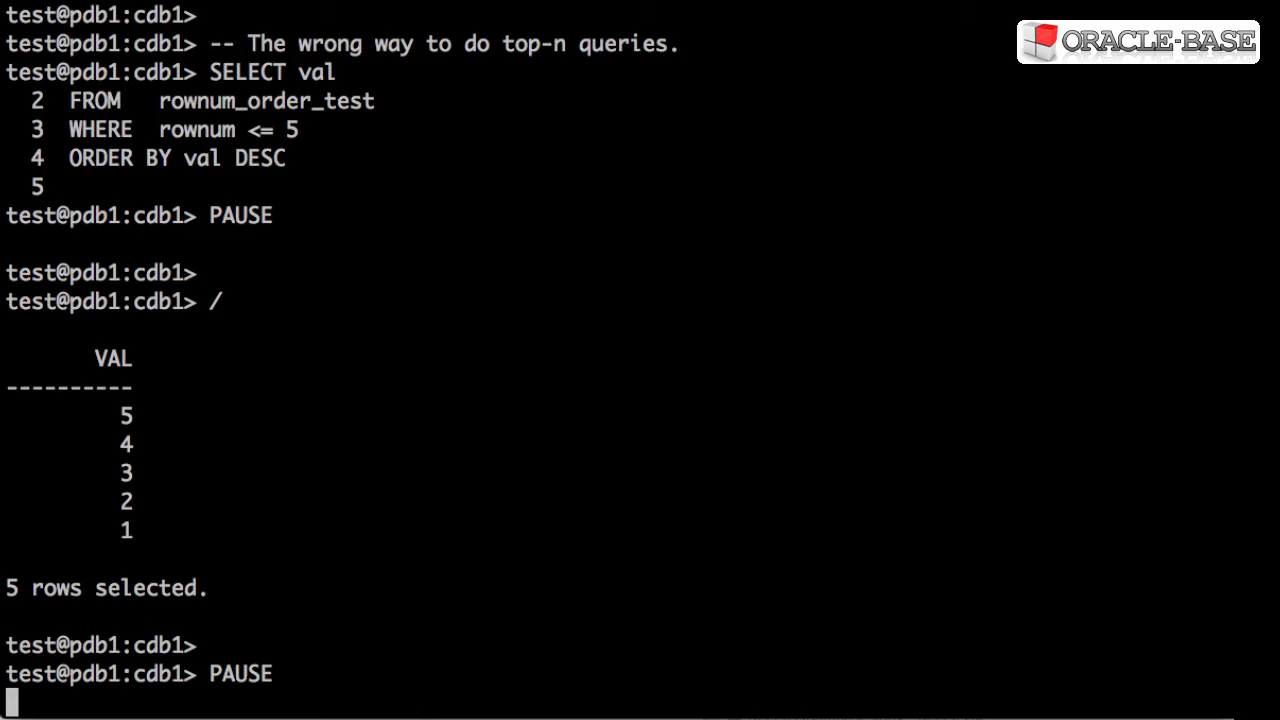 test@pdb1:cdb1>
test@pdb1:cdb1> -- The wrong way to do top-n queries.
ORACLE-BASE
test@pdb1:cdb1> SELECT val
  2  FROM   rownum_order_test
  3  WHERE  rownum <= 5
  4  ORDER BY val DESC
  5
test@pdb1:cdb1> PAUSE
test@pdb1:cdb1>
test@pdb1:cdb1> /
       VAL
----------
         5
         4
         3
         2
         1
5 rows selected.
test@pdb1:cdb1>
test@pdb1:cdb1> PAUSE